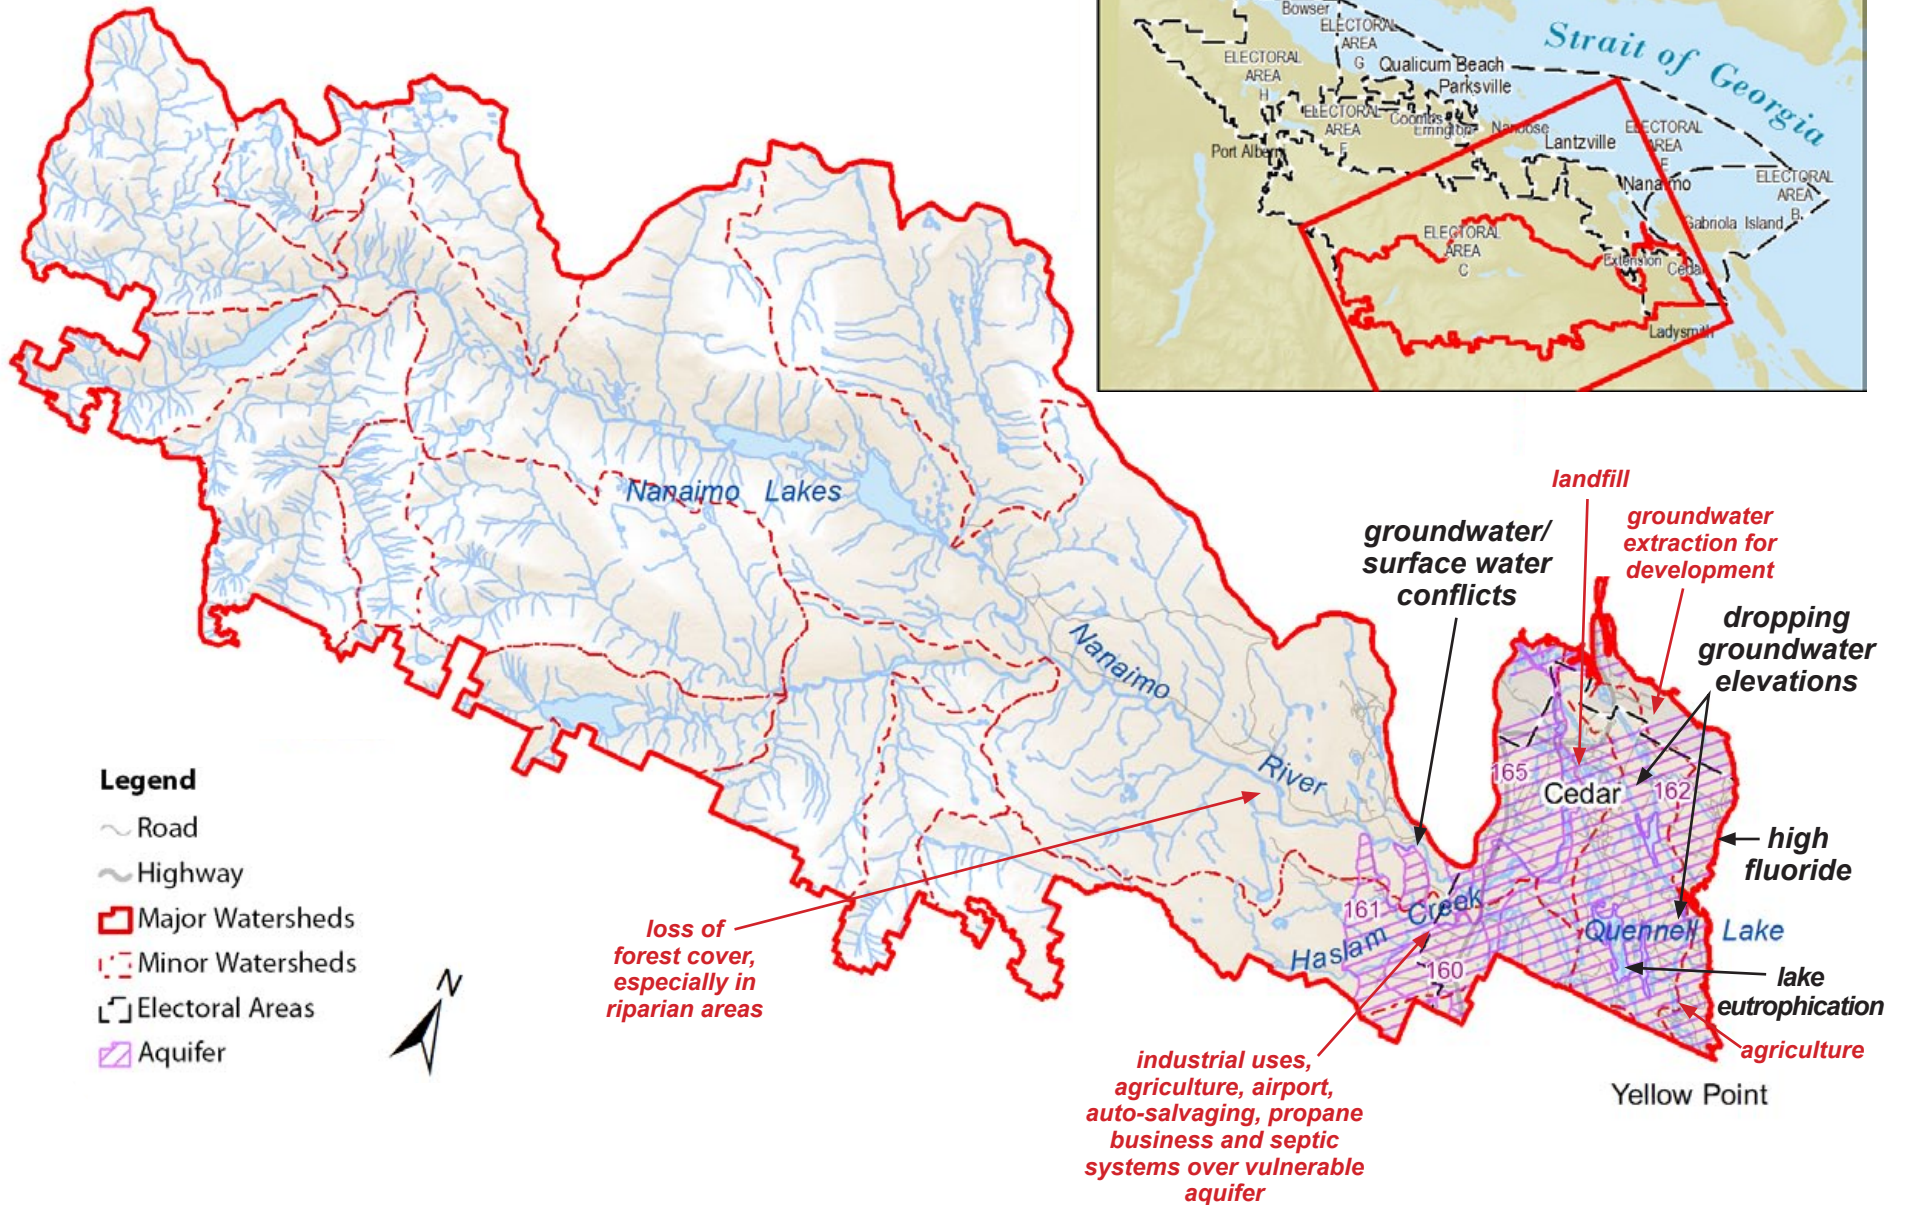 Bowser
ELECTORAL
AREA
G
ELECTORAL
AREA
H
Qualicum Beach
Parksville
ELECTORAL
AREA
F
Coombs
Errington
Nanoose
Lantzville
ELECTORAL
AREA
E
Port Alberni
Nanaimo
ELECTORAL
AREA
B
Gabriola Island
ELECTORAL
AREA
C
Extension
Cedar
Ladysmith
Strait of Georgia
Nanaimo Lakes
Nanaimo
River
Haslam Creek
Quennell Lake
Cedar
165
162
161
160
Yellow Point
landfill
groundwater
extraction for
development
groundwater/
surface water
conflicts
dropping
groundwater
elevations
high
fluoride
lake
eutrophication
agriculture
loss of
forest cover,
especially in
riparian areas
industrial uses,
agriculture, airport,
auto-salvaging, propane
business and septic
systems over vulnerable
aquifer
Legend
Road
Highway
Major Watersheds
Minor Watersheds
Electoral Areas
Aquifer
N